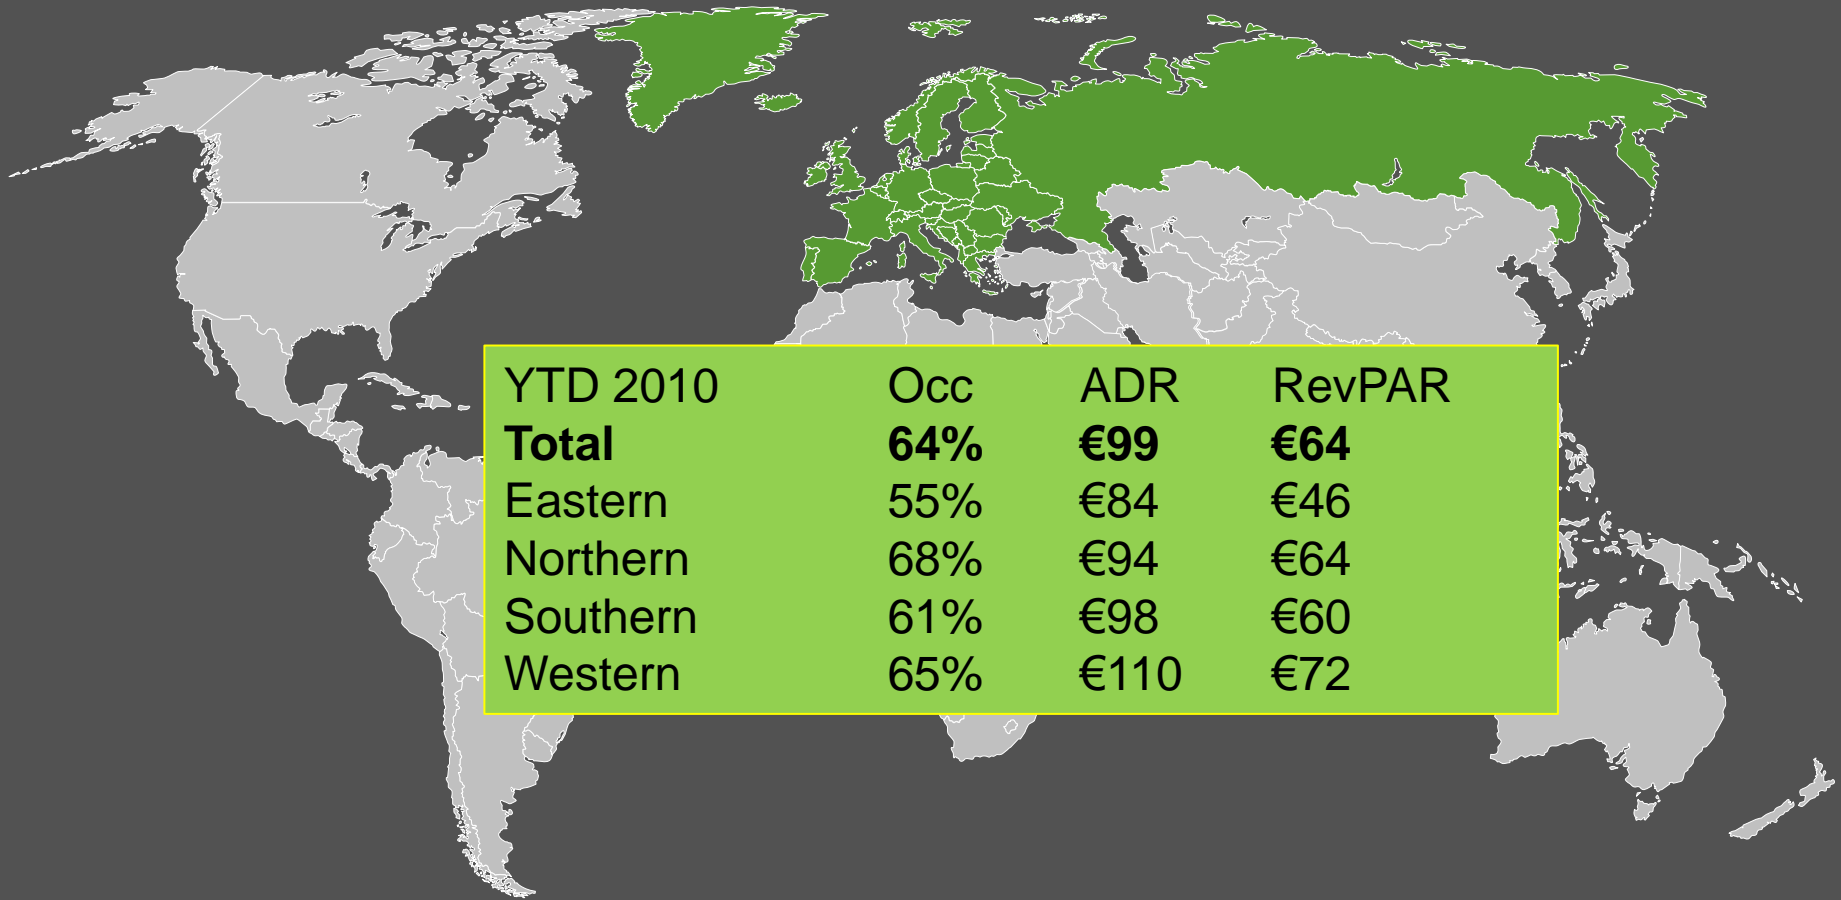 YTD 2010 Occ ADR RevPAR
Total 64% €99 €64
Eastern 55% €84 €46
Northern 68% €94 €64
Southern 61% €98 €60
Western 65% €110 €72